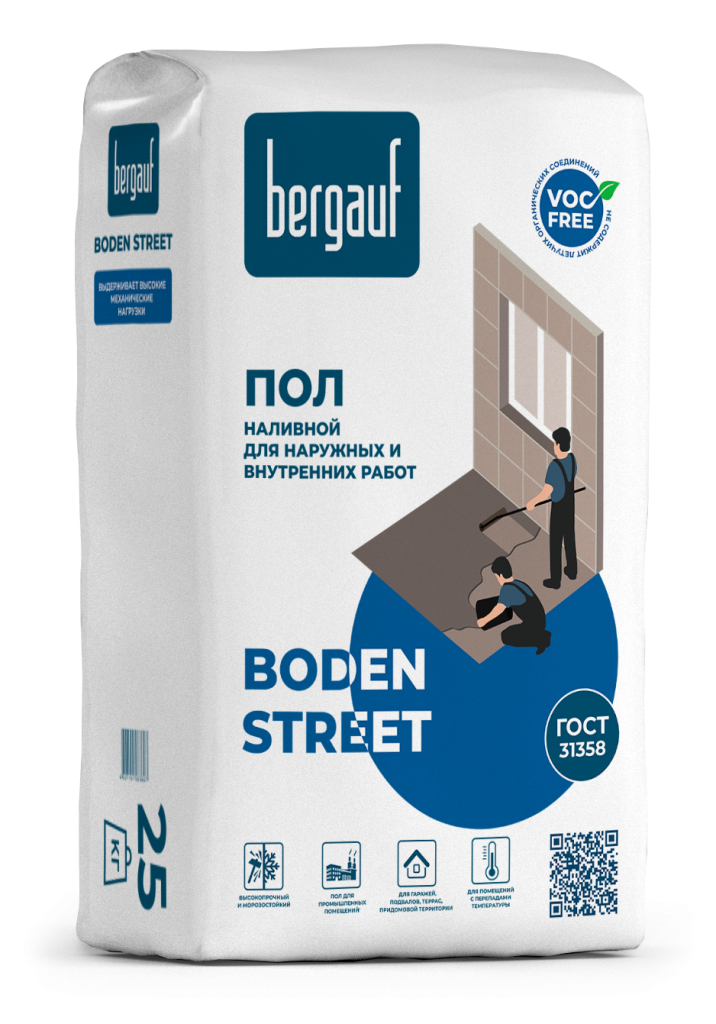 bergauf
BODEN STREET
ВЫДЕРЖИВАЕТ ВЫСОКИЕ
МЕХАНИЧЕСКИЕ
НАГРУЗКИ
25
КГ
bergauf
НЕ СОДЕРЖИТ ЛЕТУЧИХ ОРГАНИЧЕСКИХ СОЕДИНЕНИЙ
VOC
FREE
ПОЛ
НАЛИВНОЙ
ДЛЯ НАРУЖНЫХ И
ВНУТРЕННИХ РАБОТ
BODEN
STREET
ГОСТ
31358
ВЫСОКОПРОЧНЫЙ
И МОРОЗОСТОЙКИЙ
ПОЛ ДЛЯ
ПРОМЫШЛЕННЫХ
ПОМЕЩЕНИЙ
ДЛЯ ГАРАЖЕЙ,
ПОДВАЛОВ, ТЕРРАС,
ПРИДОМОВОЙ ТЕРРИТОРИИ
ДЛЯ ПОМЕЩЕНИЙ
С ПЕРЕПАДАМИ
ТЕМПЕРАТУРЫ